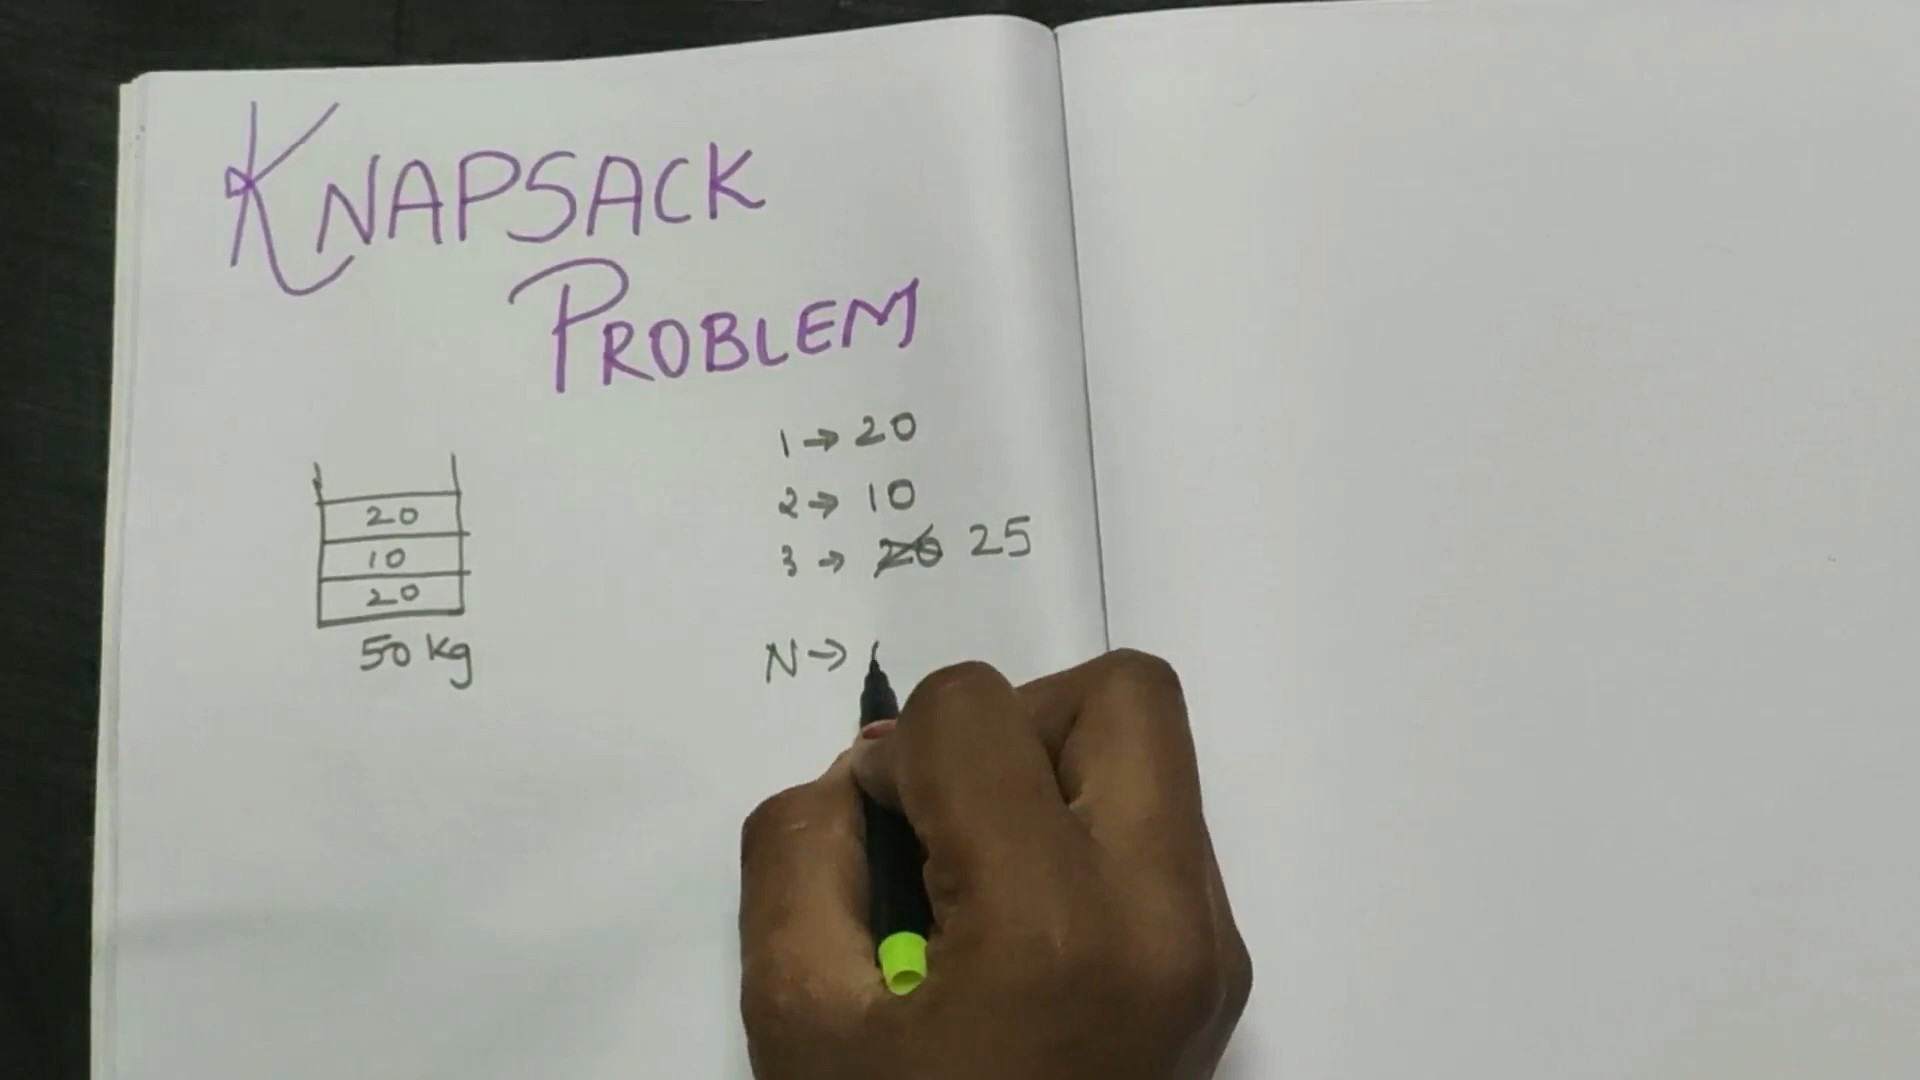 KNAPSACK
PROBLEM
1 → 20
2 → 10
3 → 20 25
20
10
20
50 kg
N →